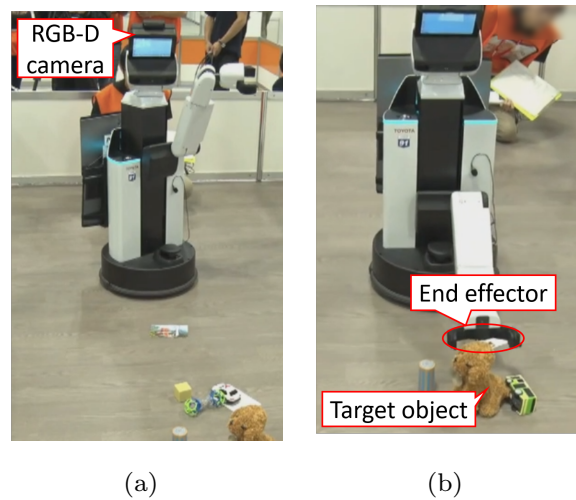 RGB-D
camera
TOYOTA
End effector
Target object
(a)
(b)